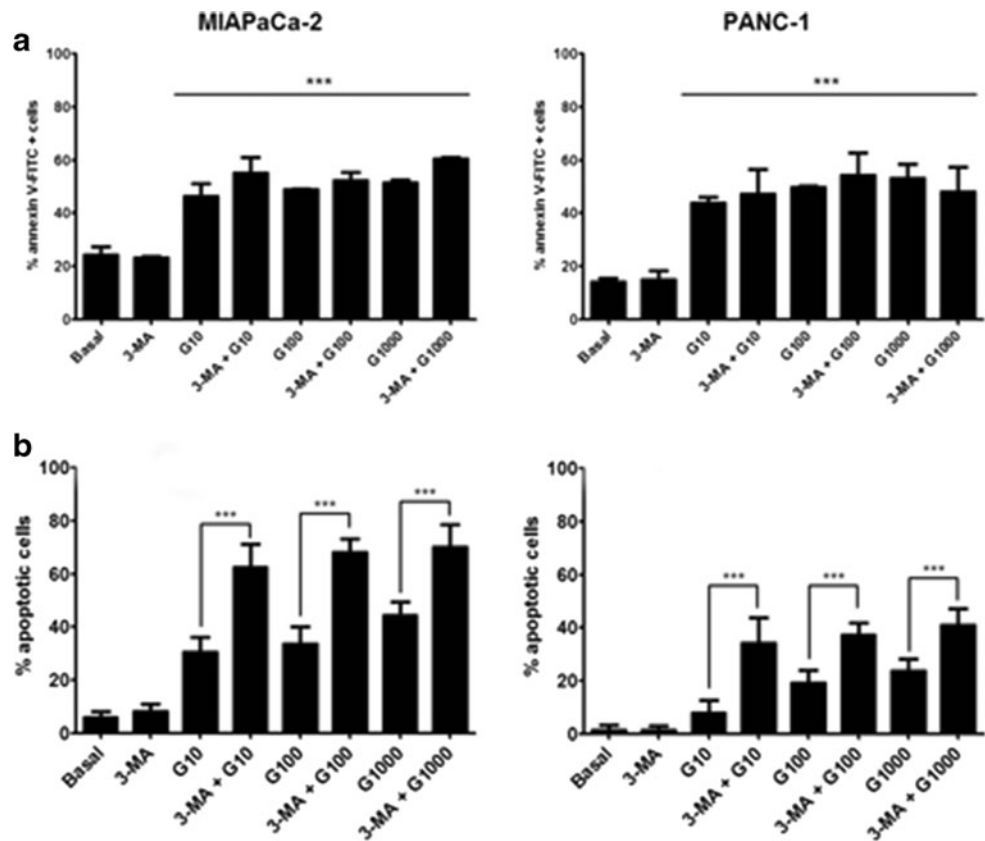 MIAPaCa-2
PANC-1
a
% annexin V-FITC + cells
100
80
60
40
20
0
***
Basal
3-MA
G10
3-MA + G10
G100
3-MA + G100
G1000
3-MA + G1000
% annexin V-FITC + cells
100
80
60
40
20
0
***
Basal
3-MA
G10
3-MA + G10
G100
3-MA + G100
G1000
3-MA + G1000
b
% apoptotic cells
100
80
60
40
20
0
***
***
***
Basal
3-MA
G10
3-MA + G10
G100
3-MA + G100
G1000
3-MA + G1000
% apoptotic cells
100
80
60
40
20
0
***
***
***
Basal
3-MA
G10
3-MA + G10
G100
3-MA + G100
G1000
3-MA + G1000